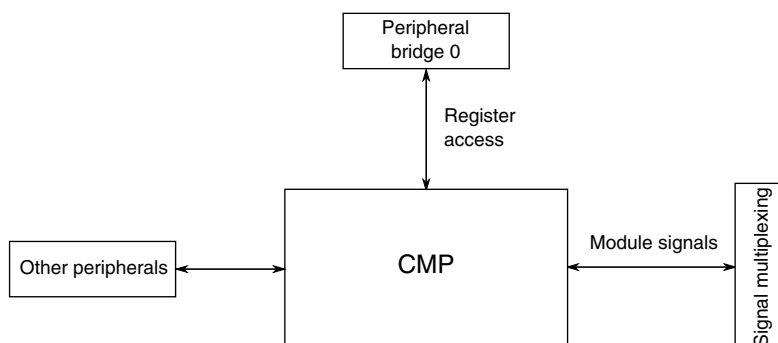 Peripheral
bridge 0
Register
access
Other peripherals
CMP
Module signals
Signal multiplexing